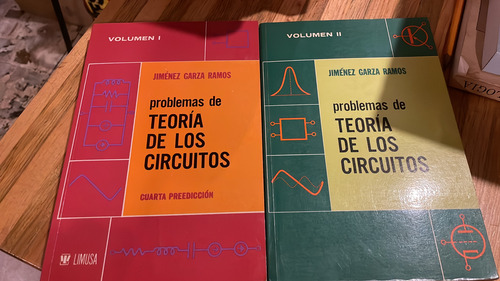 VOLUMEN I
JIMÉNEZ GARZA RAMOS
problemas de
TEORÍA
DE LOS
CIRCUITOS
CUARTA PREEDICCIÓN
LIMUSA
VOLUMEN II
JIMÉNEZ GARZA RAMOS
problemas de
TEORÍA
DE LOS
CIRCUITOS